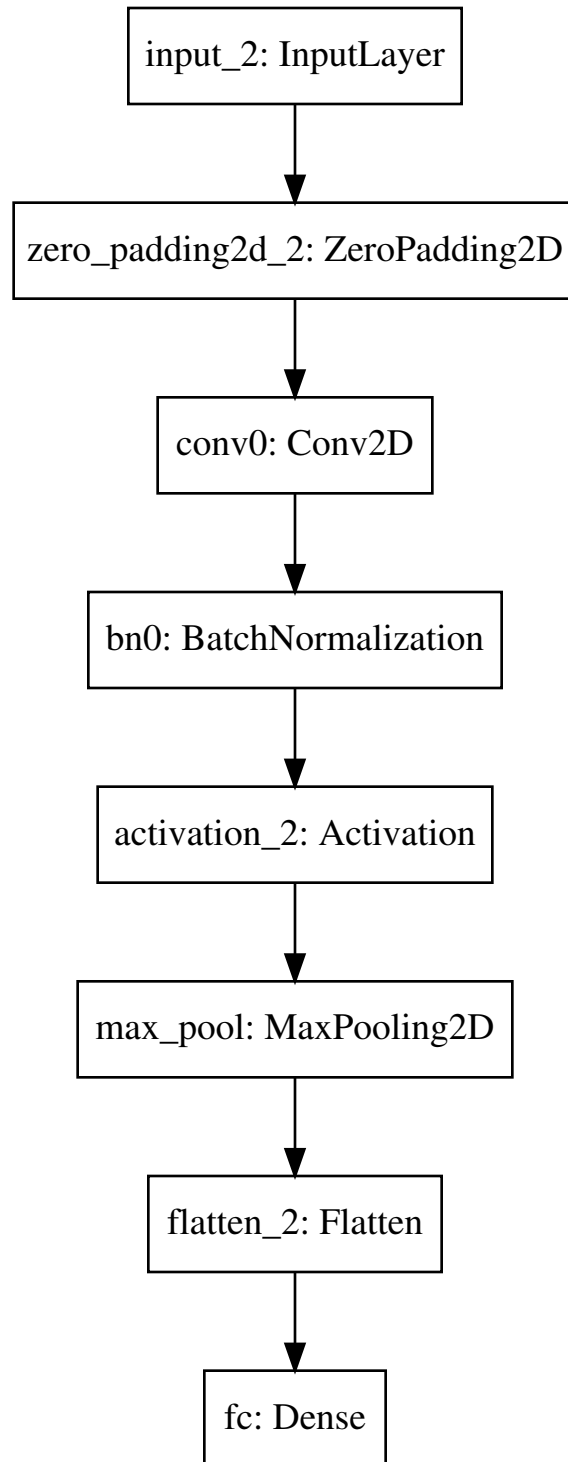 input_2: InputLayer
zero_padding2d_2: ZeroPadding2D
conv0: Conv2D
bn0: BatchNormalization
activation_2: Activation
max_pool: MaxPooling2D
flatten_2: Flatten
fc: Dense